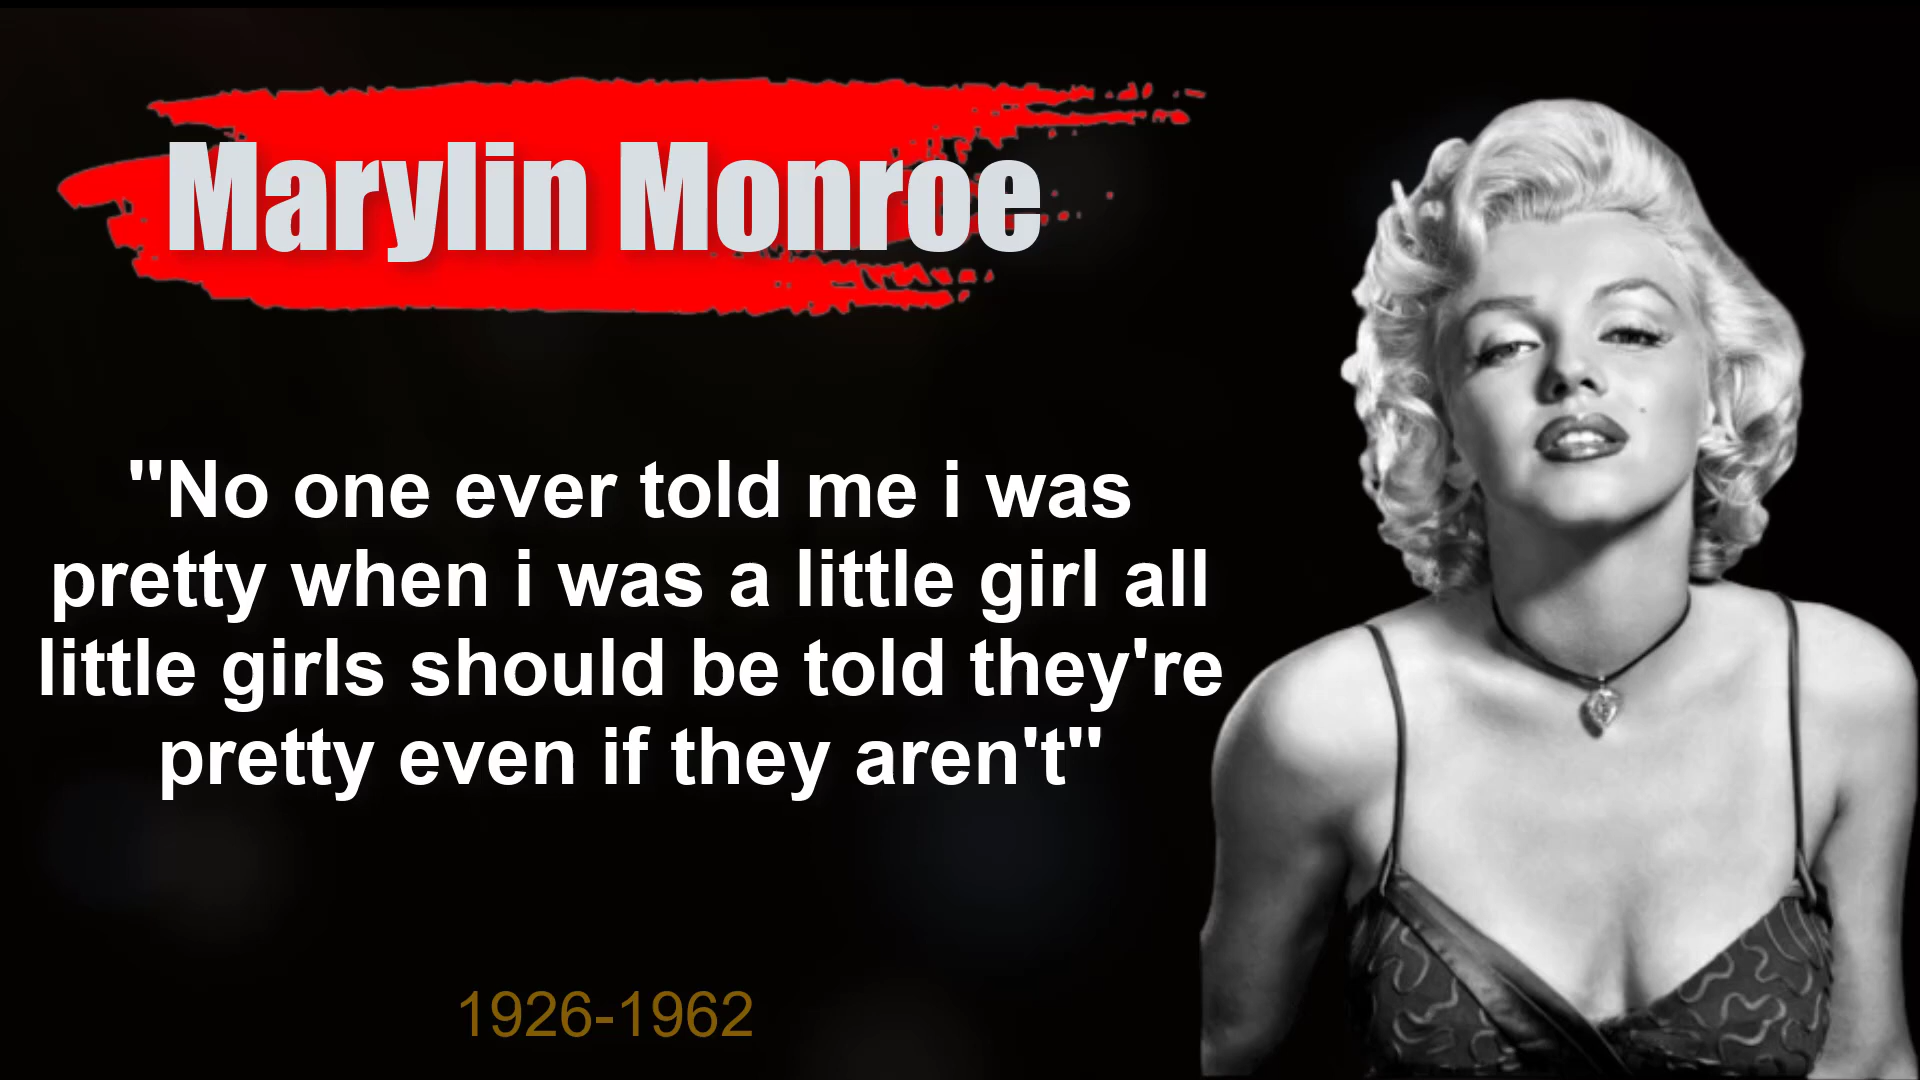 Marylin Monroe
"No one ever told me i was
pretty when i was a little girl all
little girls should be told they're
pretty even if they aren't"
1926-1962